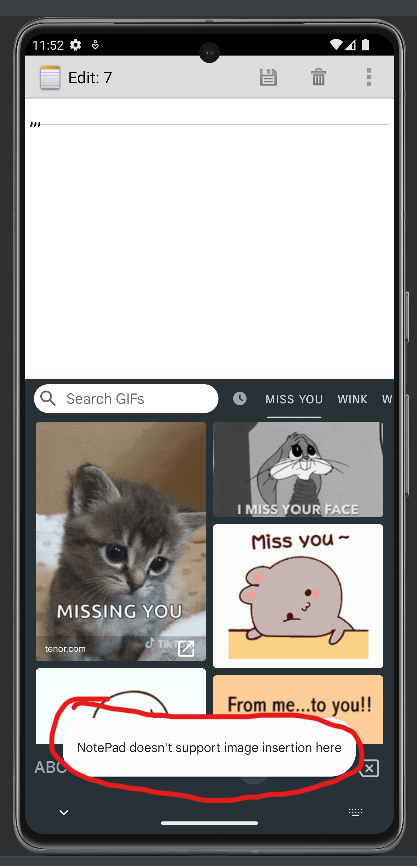 11:52
Edit: 7
,,,
Search GIFs
MISS YOU WINK W
MISSING YOU
tenor.com
TikTok
I MISS YOUR FACE
Miss you ~
From me...to you!!
NotePad doesn't support image insertion here
ABC